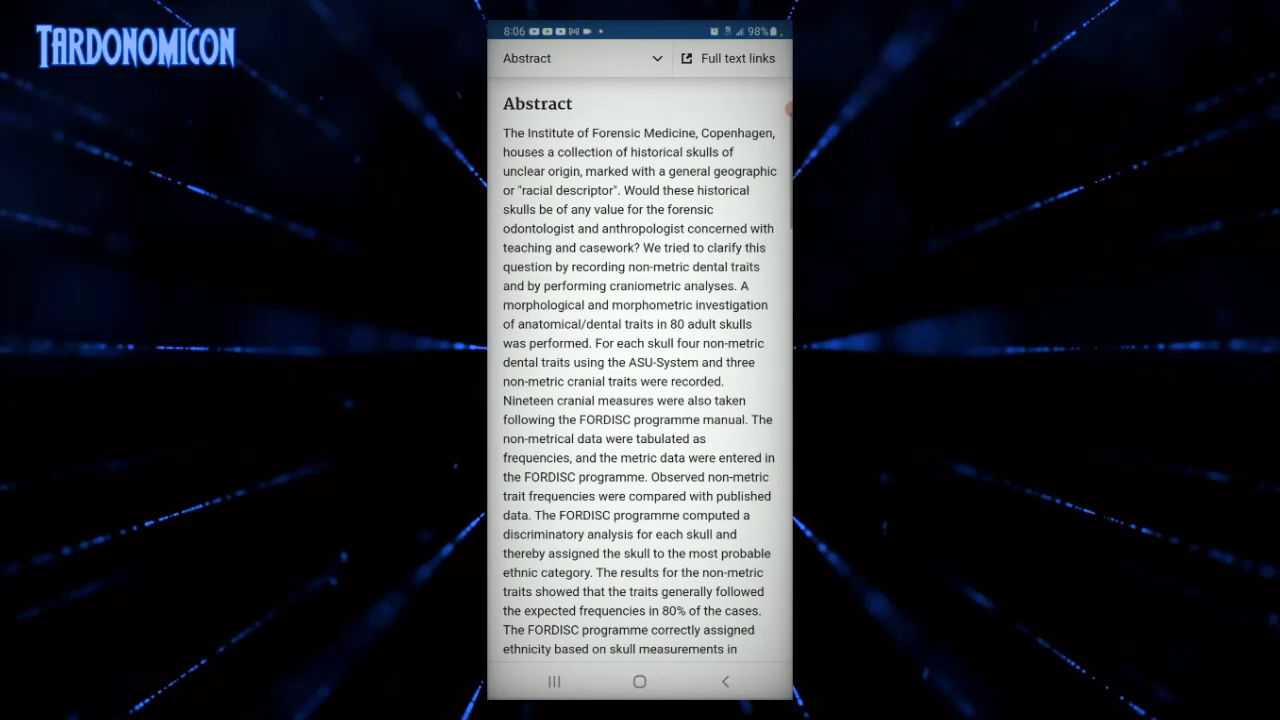 TARDONOMICON
8:06
98%
Abstract
Full text links
Abstract
The Institute of Forensic Medicine, Copenhagen,
houses a collection of historical skulls of
unclear origin, marked with a general geographic
or "racial descriptor". Would these historical
skulls be of any value for the forensic
odontologist and anthropologist concerned with
teaching and casework? We tried to clarify this
question by recording non-metric dental traits
and by performing craniometric analyses. A
morphological and morphometric investigation
of anatomical/dental traits in 80 adult skulls
was performed. For each skull four non-metric
dental traits using the ASU-System and three
non-metric cranial traits were recorded.
Nineteen cranial measures were also taken
following the FORDISC programme manual. The
non-metrical data were tabulated as
frequencies, and the metric data were entered in
the FORDISC programme. Observed non-metric
trait frequencies were compared with published
data. The FORDISC programme computed a
discriminatory analysis for each skull and
thereby assigned the skull to the most probable
ethnic category. The results for the non-metric
traits showed that the traits generally followed
the expected frequencies in 80% of the cases.
The FORDISC programme correctly assigned
ethnicity based on skull measurements in